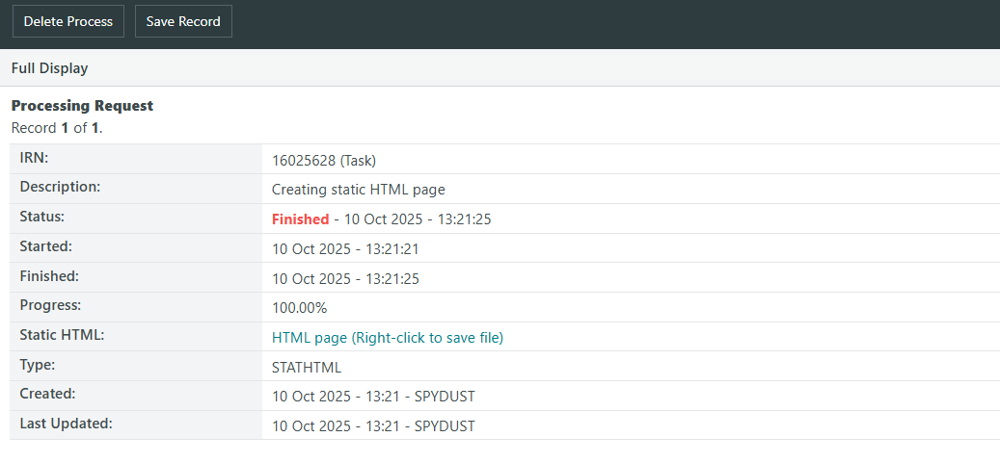 Delete Process Save Record
Full Display
Processing Request
Record 1 of 1.
IRN: 16025628 (Task)
Description: Creating static HTML page
Status: Finished - 10 Oct 2025 - 13:21:25
Started: 10 Oct 2025 - 13:21:21
Finished: 10 Oct 2025 - 13:21:25
Progress: 100.00%
Static HTML: HTML page (Right-click to save file)
Type: STATHTML
Created: 10 Oct 2025 - 13:21 - SPYDUST
Last Updated: 10 Oct 2025 - 13:21 - SPYDUST